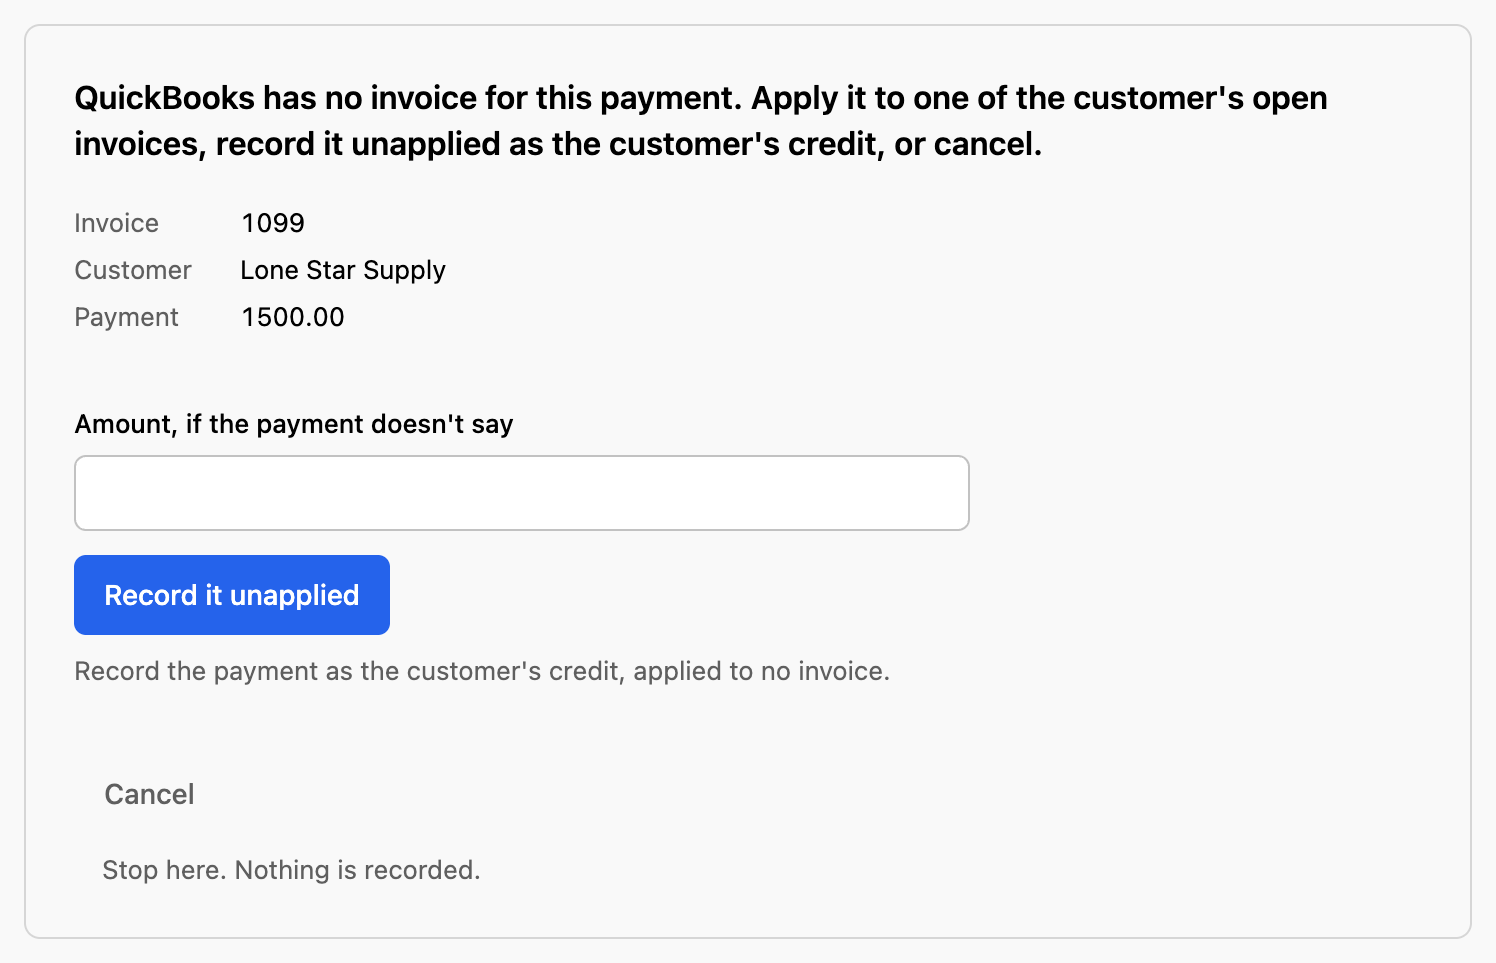 QuickBooks has no invoice for this payment. Apply it to one of the customer's open
invoices, record it unapplied as the customer's credit, or cancel.
Invoice 1099
Customer Lone Star Supply
Payment 1500.00
Amount, if the payment doesn't say
Record it unapplied
Record the payment as the customer's credit, applied to no invoice.
Cancel
Stop here. Nothing is recorded.